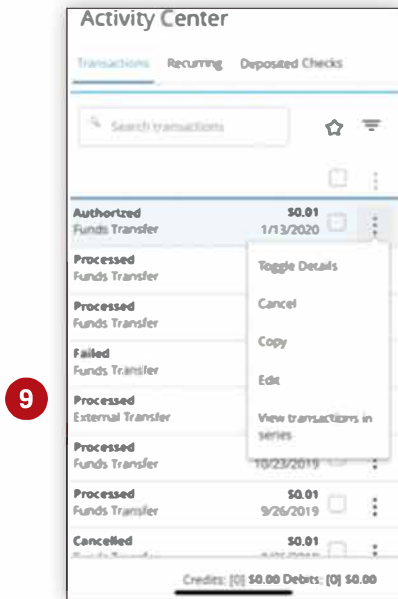 Activity Center
Transactions Recurring Deposited Checks
Search transactions
Authorized $0.01
Funds Transfer 1/13/2020
Processed
Funds Transfer
Toggle Details
Processed
Funds Transfer
Cancel
Copy
Failed
Funds Transfer
Edit
9
Processed
External Transfer
View transactions in
series
Processed
Funds Transfer 10/23/2019
Processed $0.01
Funds Transfer 9/26/2019
Cancelled $0.01
Credits: [0] $0.00 Debits: [0] $0.00